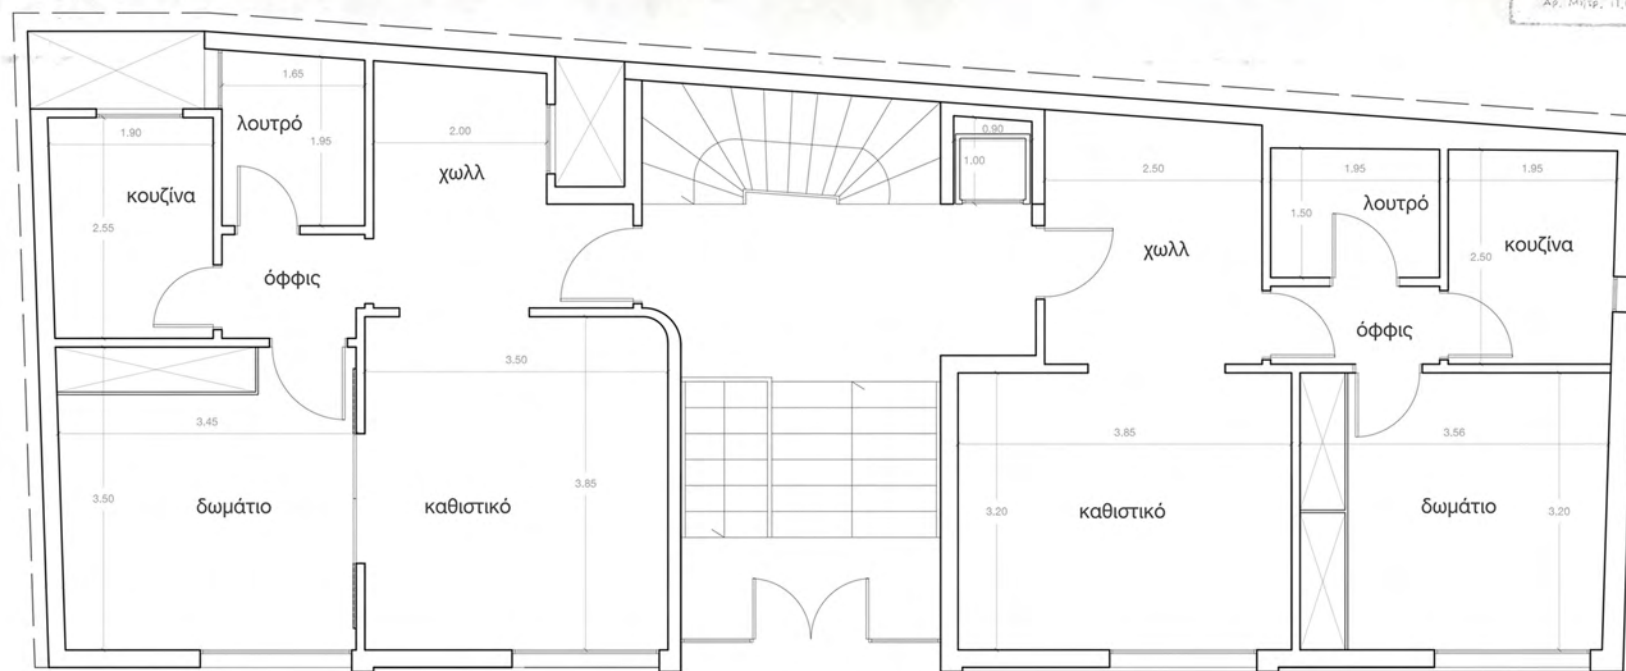 1.65
λουτρό
1.95
1.90
κουζίνα
2.55
2.00
χωλλ
όφφις
3.45
3.50
δωμάτιο
3.50
3.85
καθιστικό
0.90
1.00
2.50
χωλλ
1.95
λουτρό
1.50
1.95
κουζίνα
2.50
όφφις
3.85
3.20
καθιστικό
3.56
δωμάτιο
3.20